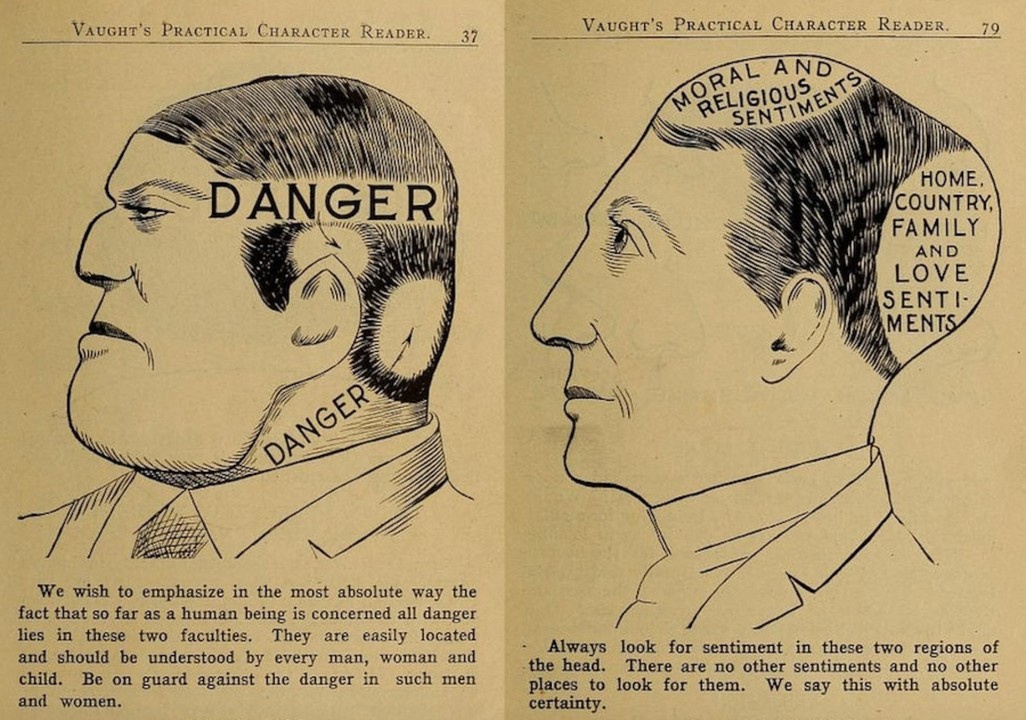 VAUGHT'S PRACTICAL CHARACTER READER. 37
DANGER
DANGER
We wish to emphasize in the most absolute way the
fact that so far as a human being is concerned all danger
lies in these two faculties. They are easily located
and should be understood by every man, woman and
child. Be on guard against the danger in such men
and women.
VAUGHT'S PRACTICAL CHARACTER READER. 79
MORAL AND
RELIGIOUS
SENTIMENTS
HOME,
COUNTRY,
FAMILY
AND
LOVE
SENTI-
MENTS
Always look for sentiment in these two regions of
the head. There are no other sentiments and no other
places to look for them. We say this with absolute
certainty.